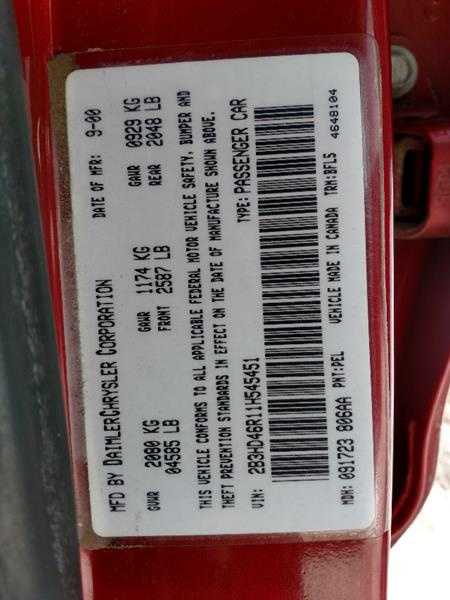 MFD BY DAIMLERCHRYSLER CORPORATION DATE OF MFR: 9-00
GVWR 2080 KG 04585 LB GAWR FRONT 1174 KG 2587 LB GAWR REAR 0929 KG 2048 LB
THIS VEHICLE CONFORMS TO ALL APPLICABLE FEDERAL MOTOR VEHICLE SAFETY, BUMPER AND
THEFT PREVENTION STANDARDS IN EFFECT ON THE DATE OF MANUFACTURE SHOWN ABOVE.
VIN: 2B3HD46R11H545451 TYPE: PASSENGER CAR
MDH: 091723 806AA PNT: PEL VEHICLE MADE IN CANADA TRM: BFL5 4648104